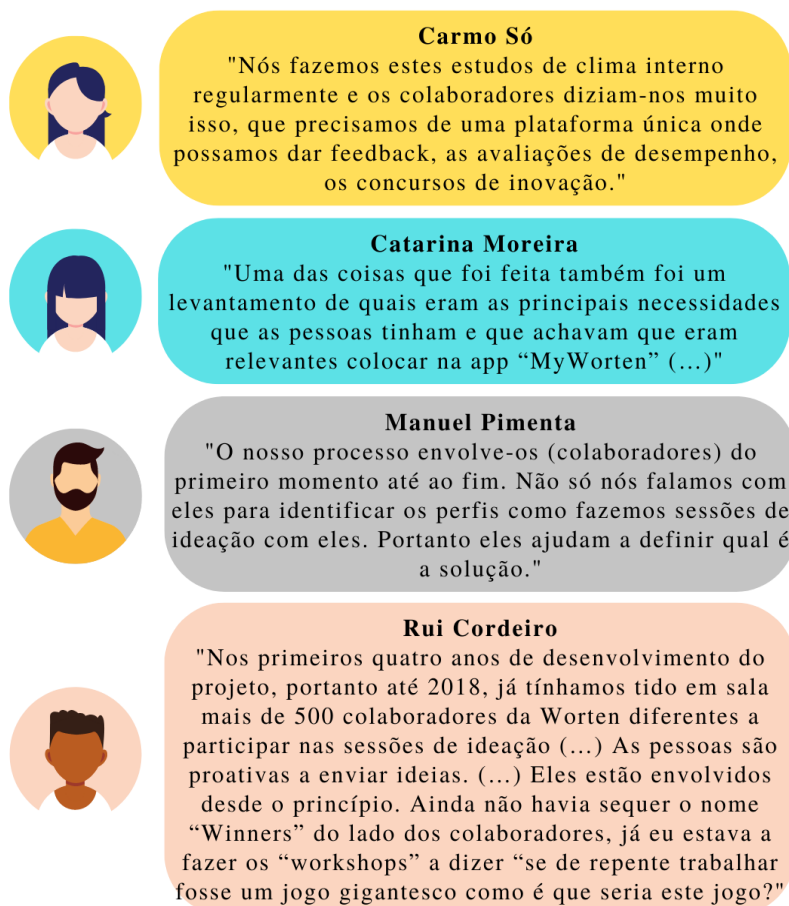 Carmo Só
"Nós fazemos estes estudos de clima interno
regularmente e os colaboradores diziam-nos muito
isso, que precisamos de uma plataforma única onde
possamos dar feedback, as avaliações de desempenho,
os concursos de inovação."
Catarina Moreira
"Uma das coisas que foi feita também foi um
levantamento de quais eram as principais necessidades
que as pessoas tinham e que achavam que eram
relevantes colocar na app “MyWorten” (...)"
Manuel Pimenta
"O nosso processo envolve-os (colaboradores) do
primeiro momento até ao fim. Não só nós falamos com
eles para identificar os perfis como fazemos sessões de
ideação com eles. Portanto eles ajudam a definir qual é
a solução."
Rui Cordeiro
"Nos primeiros quatro anos de desenvolvimento do
projeto, portanto até 2018, já tínhamos tido em sala
mais de 500 colaboradores da Worten diferentes a
participar nas sessões de ideação (...) As pessoas são
proativas a enviar ideias. (...) Eles estão envolvidos
desde o princípio. Ainda não havia sequer o nome
“Winners” do lado dos colaboradores, já eu estava a
fazer os “workshops” a dizer “se de repente trabalhar
fosse um jogo gigantesco como é que seria este jogo?"